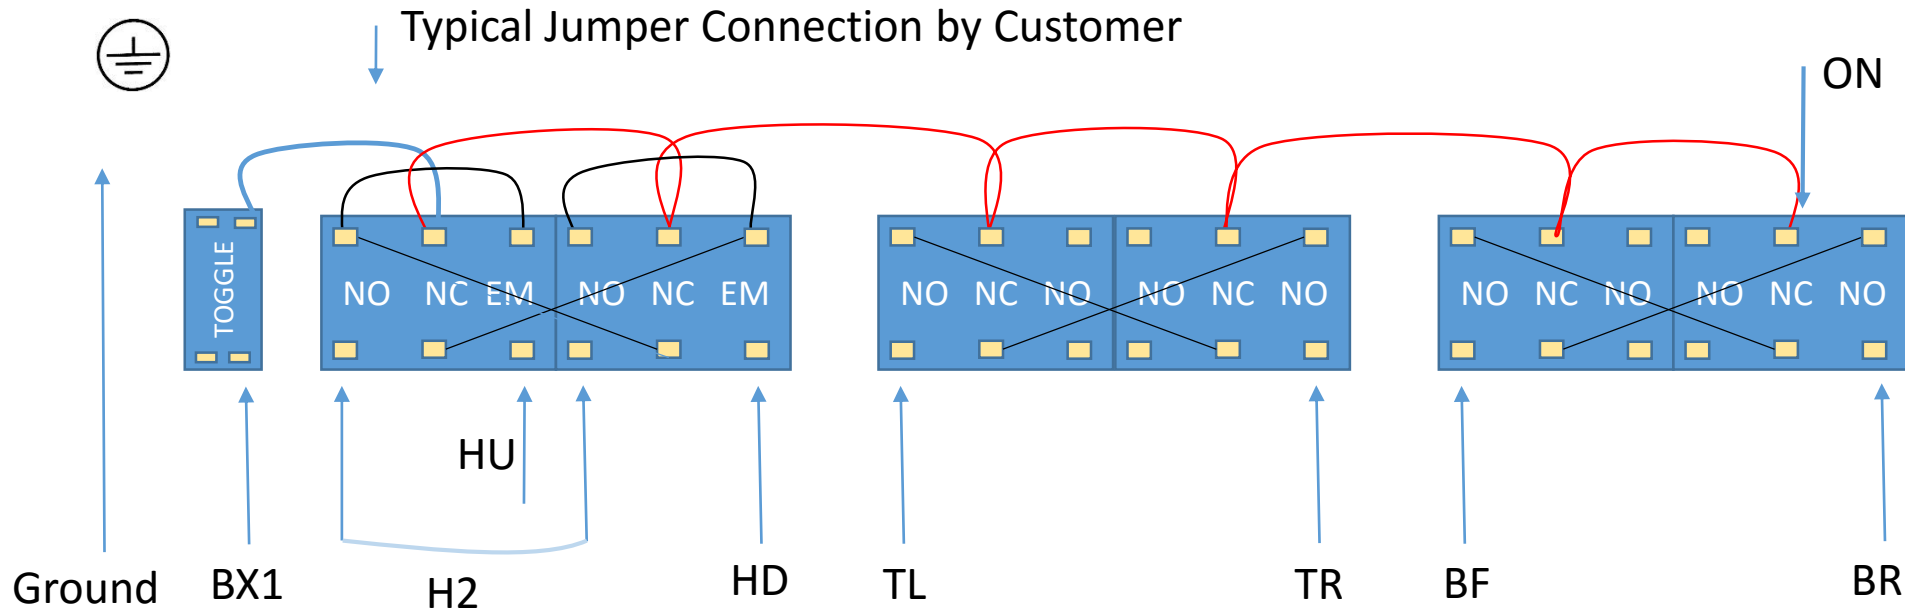 Typical Jumper Connection by Customer
ON
TOGGLE
NO NC EM NO NC EM NO NC NO NO NC NO NO NC NO NO NC NO
HU
Ground BX1 H2 HD TL TR BF BR